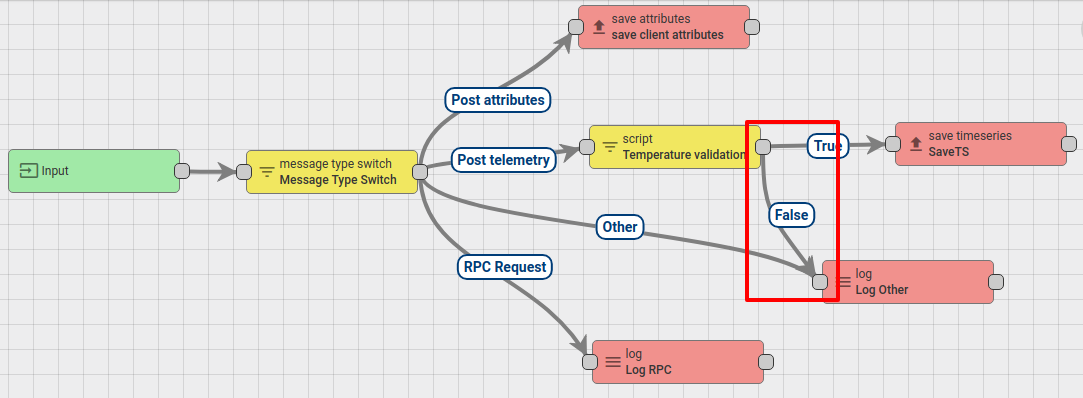 save attributes
save client attributes
Post attributes
script
Temperature validation
True
save timeseries
SaveTS
Input
message type switch
Message Type Switch
Post telemetry
False
Other
RPC Request
log
Log Other
log
Log RPC